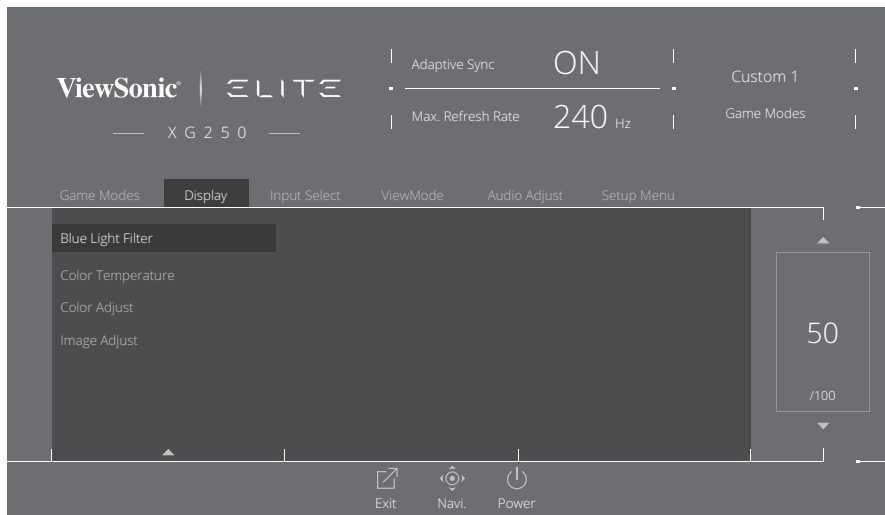 ViewSonic® ELITE
XG250
Adaptive Sync ON
Max. Refresh Rate 240 Hz
Custom 1
Game Modes
Game Modes Display Input Select ViewMode Audio Adjust Setup Menu
Blue Light Filter
Color Temperature
Color Adjust
Image Adjust
50
/100
Exit Navi. Power